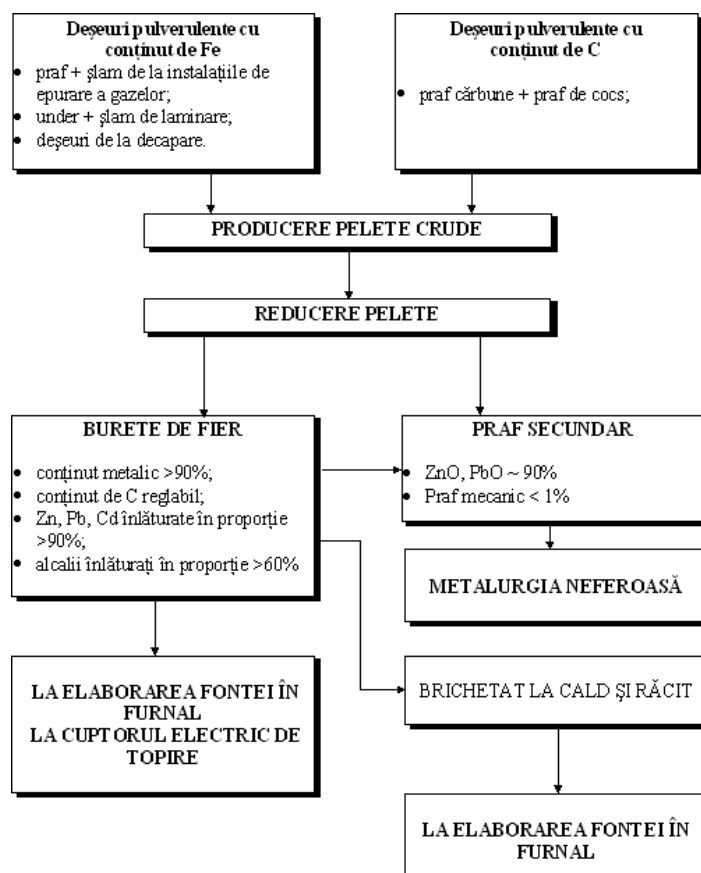 Deşeuri pulverulente cu
conţinut de Fe
• praf + şlam de la instalaţiile de
epurare a gazelor;
• under + şlam de laminare;
• deşeuri de la decapare.
Deşeuri pulverulente cu
conţinut de C
• praf cărbune + praf de cocs;
PRODUCERE PELETE CRUDE
REDUCERE PELETE
BURETE DE FIER
• conţinut metalic >90%;
• conţinut de C reglabil;
• Zn, Pb, Cd înlăturate în proporţie
>90%;
• alcalii înlăturaţi în proporţie >60%
PRAF SECUNDAR
• ZnO, PbO ~ 90%
• Praf mecanic < 1%
METALURGIA NEFEROASĂ
LA ELABORAREA FONTEI ÎN
FURNAL
LA CUPTORUL ELECTRIC DE
TOPIRE
BRICHETAT LA CALD ŞI RĂCIT
LA ELABORAREA FONTEI ÎN
FURNAL